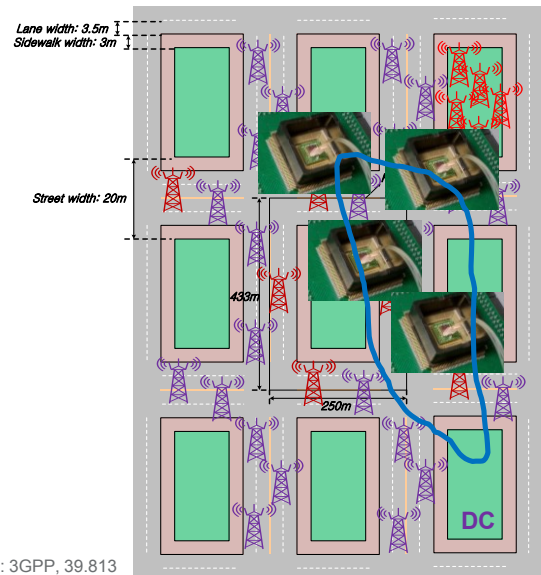 Lane width: 3.5m
Sidewalk width: 3m
Street width: 20m
433m
250m
DC
: 3GPP, 39.813